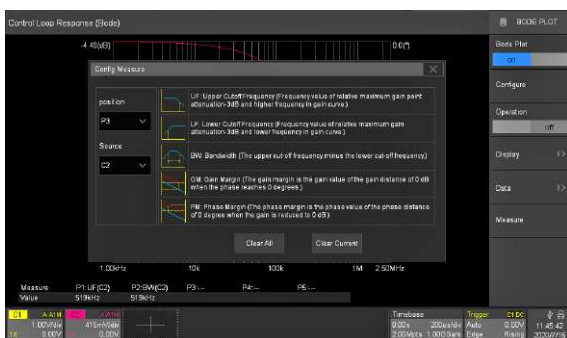 Control Loop Response (Bode)
BODE PLOT
-4.40(dB)
0.0(°)
Bode Plot
on
Config Measure
position
P3
Source
C2
UF: Upper Cutoff Frequency (Frequency value of relative maximum gain point
attenuation-3dB and higher frequency in gain curve.)
LF: Lower Cutoff Frequency (Frequency value of relative maximum gain
attenuation-3dB and lower frequency in gain curve)
BW: Bandwidth (The upper cut-off frequency minus the lower cut-off frequency)
GM: Gain Margin (The gain margin is the gain value of the gain distance of 0 dB
when the phase reaches 0 degrees.)
PM: Phase Margin (The phase margin is the phase value of the phase distance
of 0 degree when the gain is reduced to 0 dB.)
Clear All
Clear Current
Configure
Operation
off
Display
Data
Measure
1.00kHz
10k
100k
1M
2.50MHz
Measure P1:UF(C2) P2:BW(C2) P3:-- P4:-- P5:--
Value 519kHz 519kHz
C1
1.00V/div
1X 0.00V
C2
415mV/div
0.00V
Timebase
0.00s 200us/div
2.00Mpts 1.00GSa/s
Trigger C1 DC
Auto 0.00V
Edge Rising
11:45:42
2020/7/16